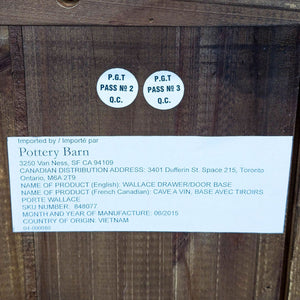 P.G.T
PASS Nº 2
Q.C.
P.G.T
PASS Nº 3
Q.C.
Imported by / Importé par
Pottery Barn
3250 Van Ness, SF CA 94109
CANADIAN DISTRIBUTION ADDRESS: 3401 Dufferin St. Space 215, Toronto
Ontario, M6A 2T9
NAME OF PRODUCT (English): WALLACE DRAWER/DOOR BASE
NAME OF PRODUCT (French Canadian): CAVE A VIN, BASE AVEC TIROIRS
PORTE WALLACE
SKU NUMBER: 848077
MONTH AND YEAR OF MANUFACTURE: 08/2015
COUNTRY OF ORIGIN: VIETNAM